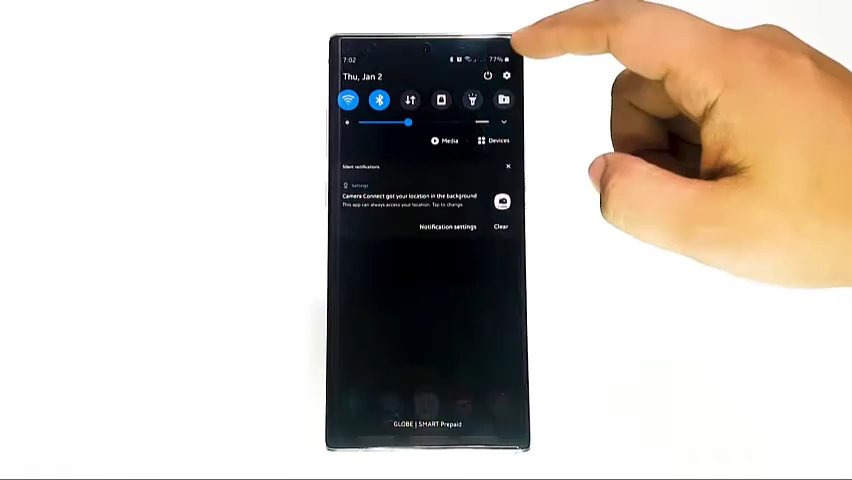 7:02 77%
Thu, Jan 2
Media Devices
Silent notifications
Settings
Camera Connect got your location in the background
This app can always access your location. Tap to change.
Notification settings Clear
GLOBE | SMART Prepaid